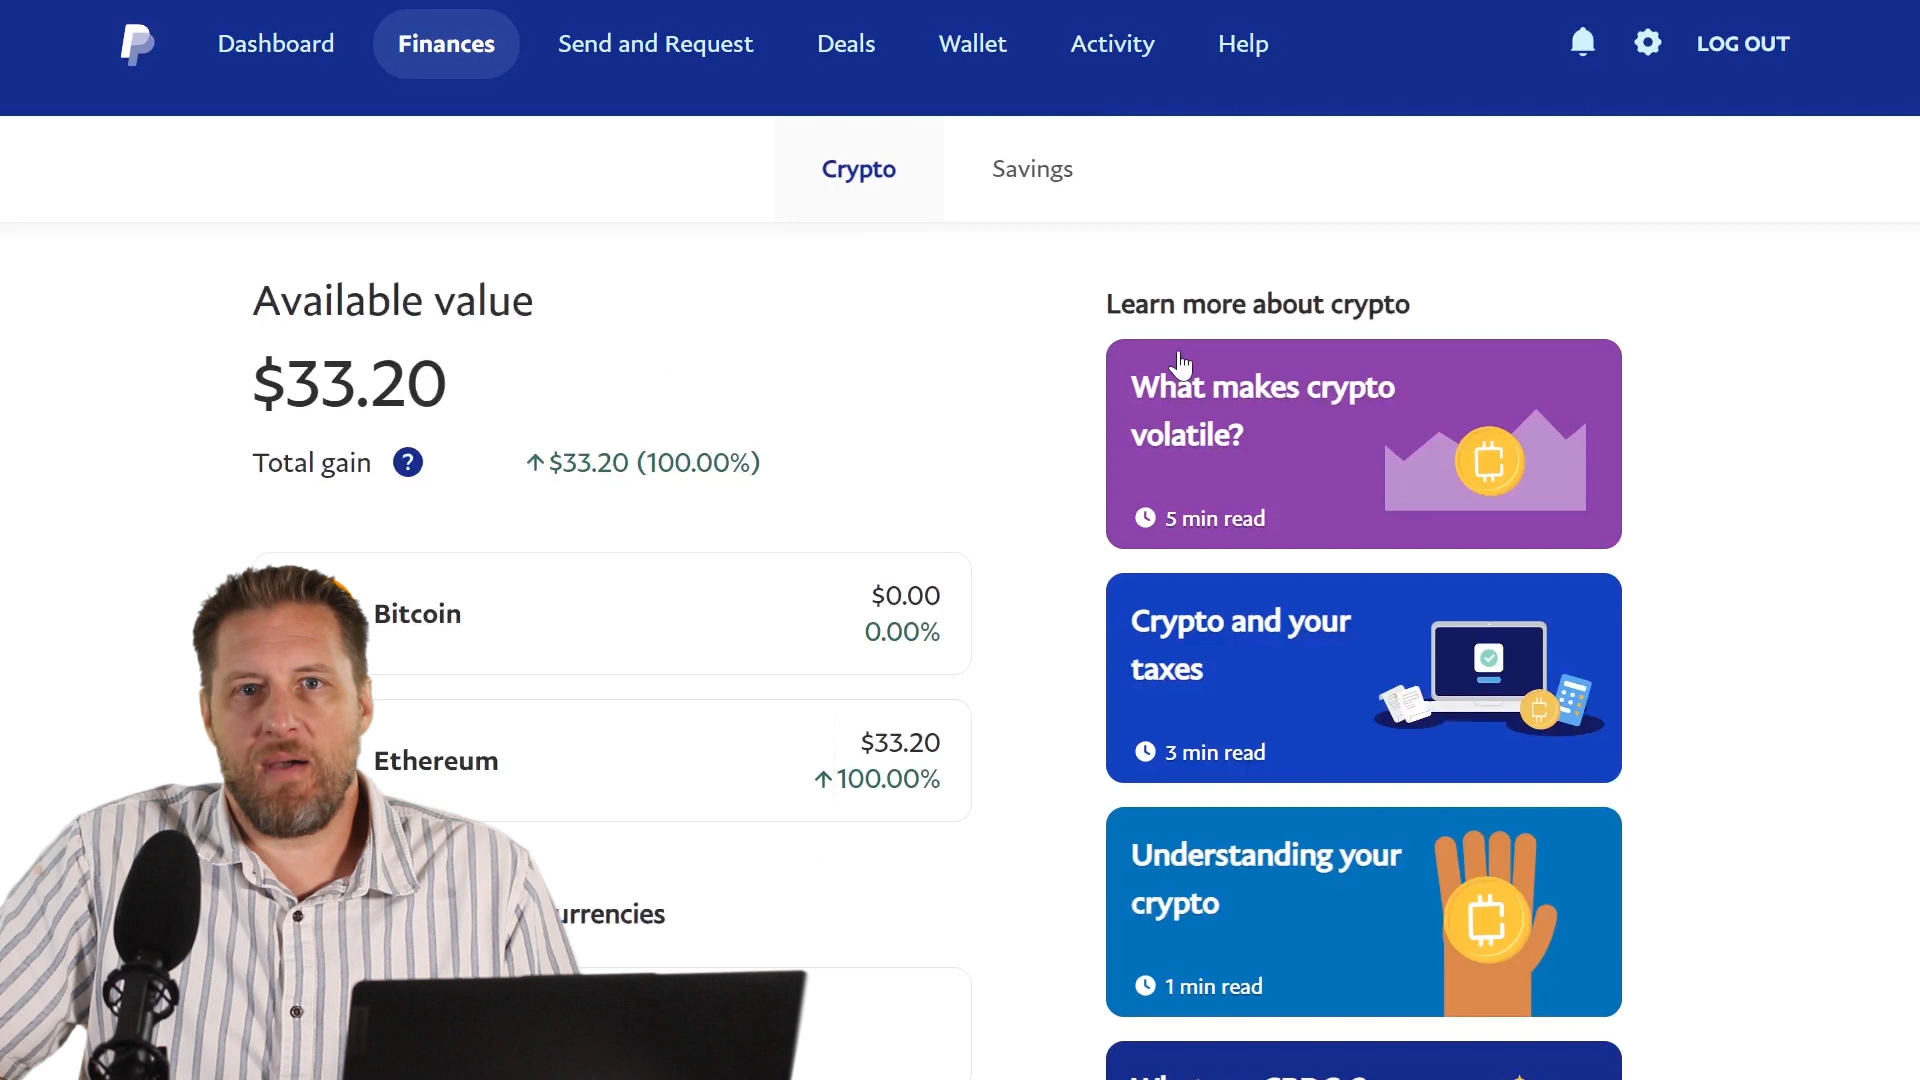 Dashboard
Finances
Send and Request
Deals
Wallet
Activity
Help
LOG OUT
Crypto
Savings
Available value
$33.20
Total gain ? ↑$33.20 (100.00%)
Bitcoin
$0.00
0.00%
Ethereum
$33.20
↑100.00%
urrencies
Learn more about crypto
What makes crypto
volatile?
5 min read
Crypto and your
taxes
3 min read
Understanding your
crypto
1 min read